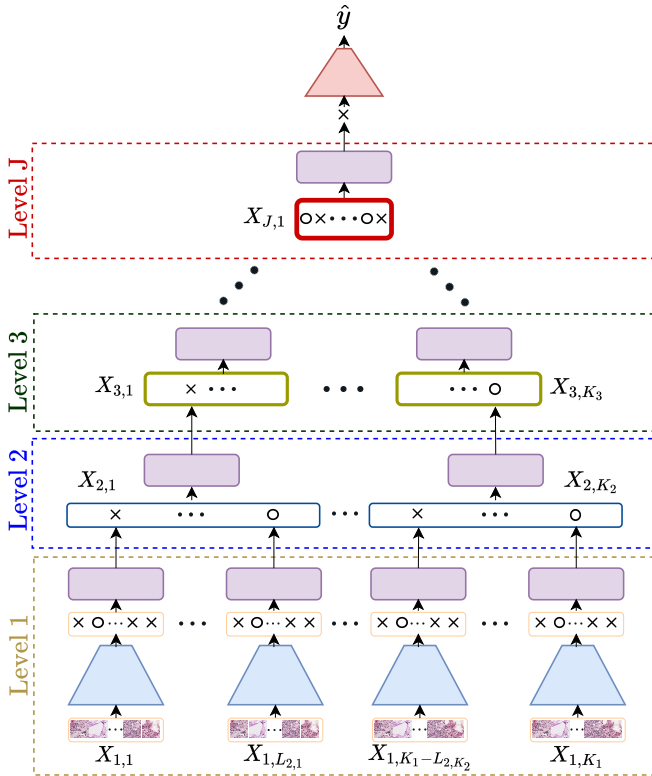 ŷ
Level J
X_{J,1}
Level 3
X_{3,1}
X_{3,K_3}
Level 2
X_{2,1}
X_{2,K_2}
Level 1
X_{1,1} X_{1,L_{2,1}} X_{1,K_1-L_{2,K_2}} X_{1,K_1}